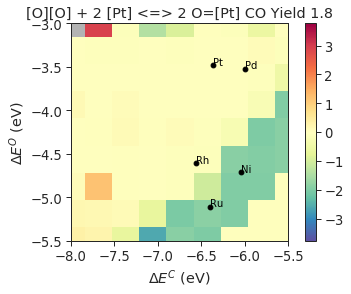 [O][O] + 2 [Pt] <=> 2 O=[Pt] CO Yield 1.8
−3.0
−3.5
−4.0
−4.5
−5.0
−5.5
ΔE^O (eV)
Pt
Pd
Rh
Ni
Ru
−8.0 −7.5 −7.0 −6.5 −6.0 −5.5
ΔE^C (eV)
3
2
1
0
−1
−2
−3